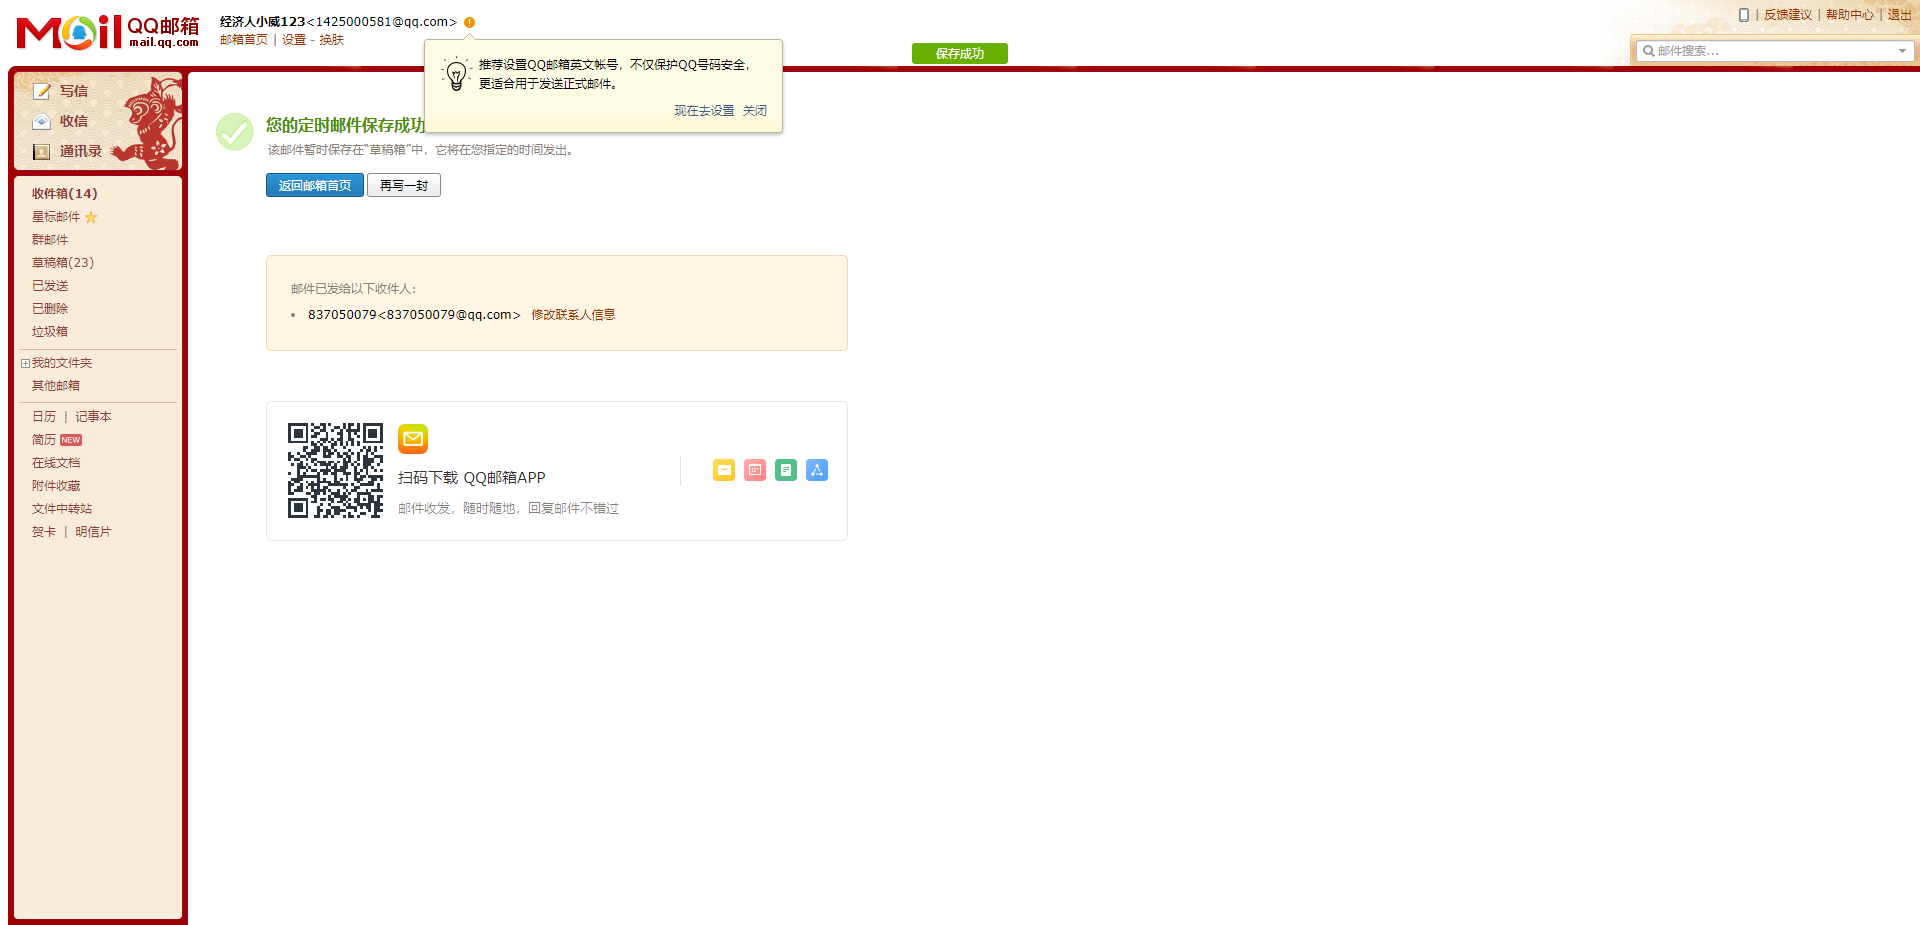 Mail QQ邮箱
mail.qq.com
经济人小威123<1425000581@qq.com>
邮箱首页 | 设置 - 换肤
推荐设置QQ邮箱英文帐号，不仅保护QQ号码安全，
更适合用于发送正式邮件。
现在去设置 关闭
保存成功
| 反馈建议 | 帮助中心 | 退出
邮件搜索...
写信
收信
通讯录
收件箱(14)
星标邮件
群邮件
草稿箱(23)
已发送
已删除
垃圾箱
我的文件夹
其他邮箱
日历 | 记事本
简历 NEW
在线文档
附件收藏
文件中转站
贺卡 | 明信片
您的定时邮件保存成功
该邮件暂时保存在“草稿箱”中，它将在您指定的时间发出。
返回邮箱首页 再写一封
邮件已发给以下收件人：
• 837050079<837050079@qq.com> 修改联系人信息
扫码下载 QQ邮箱APP
邮件收发，随时随地，回复邮件不错过